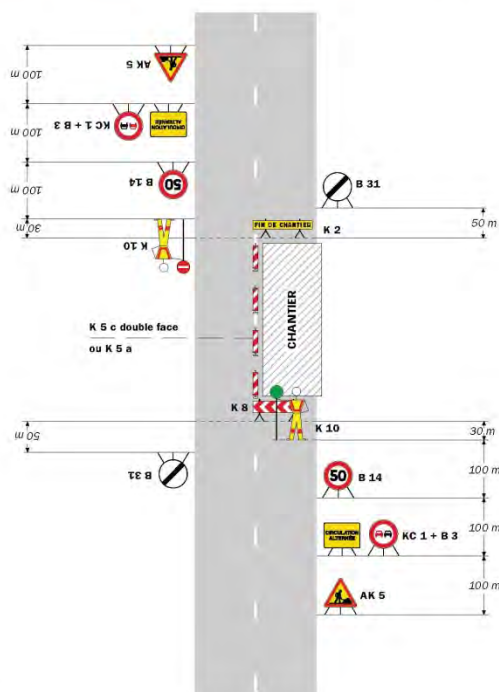 AK 5
100 m
KC 1 + B 3
CIRCULATION
ALTERNÉE
100 m
50
B 14
100 m
B 31
30 m
K 10
FIN DE CHANTIER
K 2
50 m
K 5 c double face
ou K 5 a
CHANTIER
K 8
K 10
50 m
30 m
B 31
50
B 14
100 m
CIRCULATION
ALTERNÉE
KC 1 + B 3
100 m
AK 5
100 m